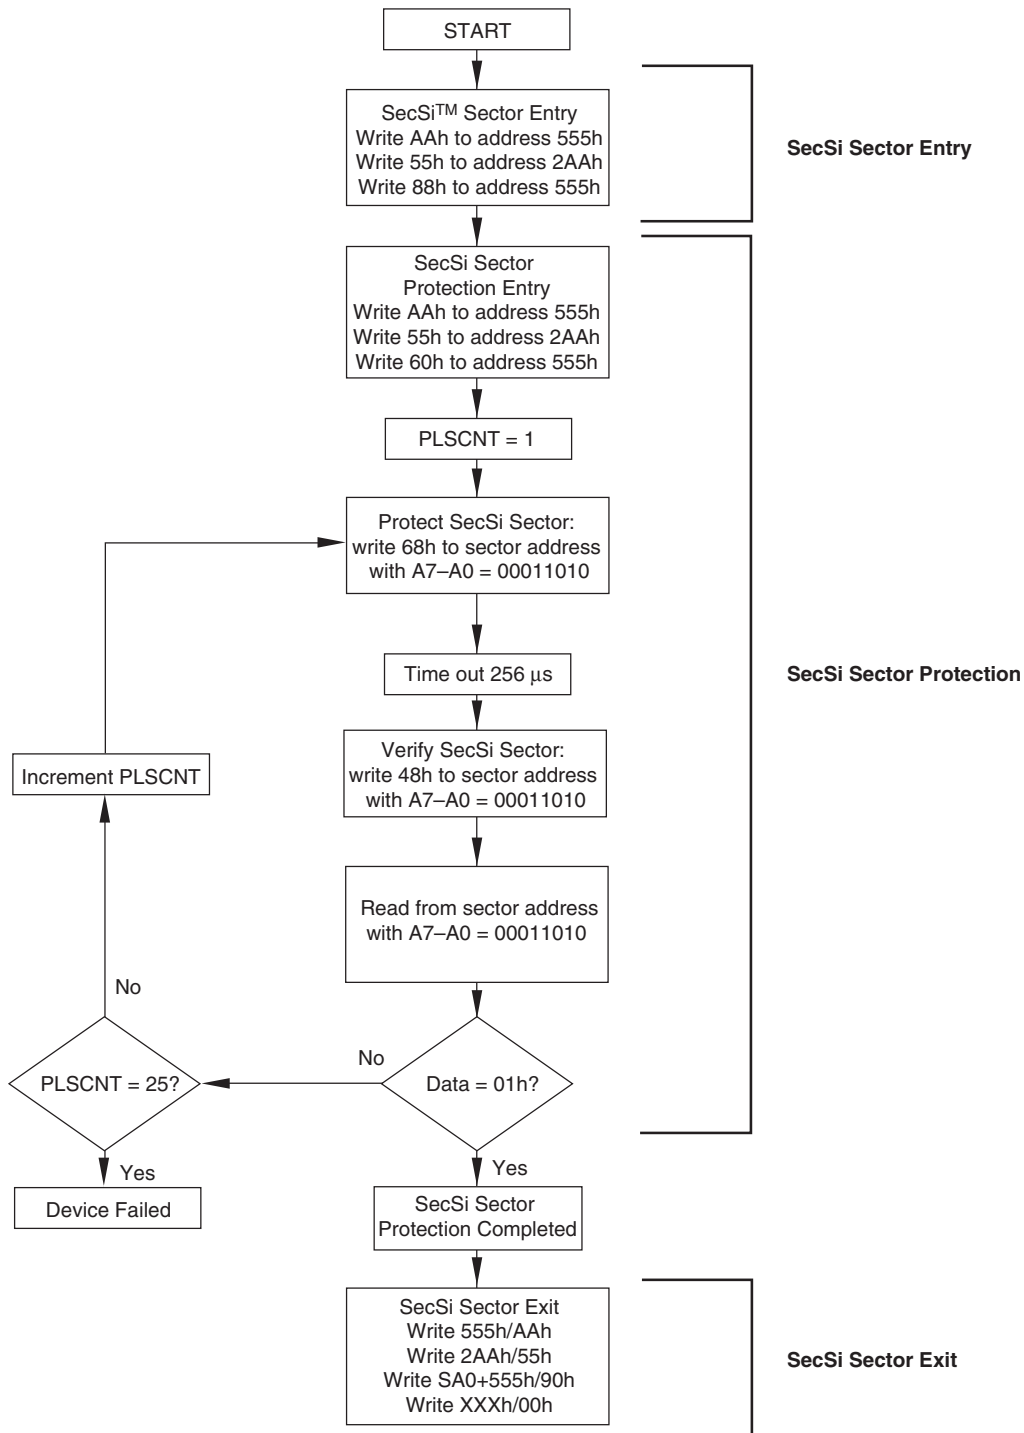 START
SecSi™ Sector Entry
Write AAh to address 555h
Write 55h to address 2AAh
Write 88h to address 555h
SecSi Sector Entry
SecSi Sector
Protection Entry
Write AAh to address 555h
Write 55h to address 2AAh
Write 60h to address 555h
PLSCNT = 1
Protect SecSi Sector:
write 68h to sector address
with A7–A0 = 00011010
Time out 256 μs
SecSi Sector Protection
Verify SecSi Sector:
write 48h to sector address
with A7–A0 = 00011010
Increment PLSCNT
Read from sector address
with A7–A0 = 00011010
No
No
PLSCNT = 25?
Data = 01h?
Yes
Yes
Device Failed
SecSi Sector
Protection Completed
SecSi Sector Exit
Write 555h/AAh
Write 2AAh/55h
Write SA0+555h/90h
Write XXXh/00h
SecSi Sector Exit